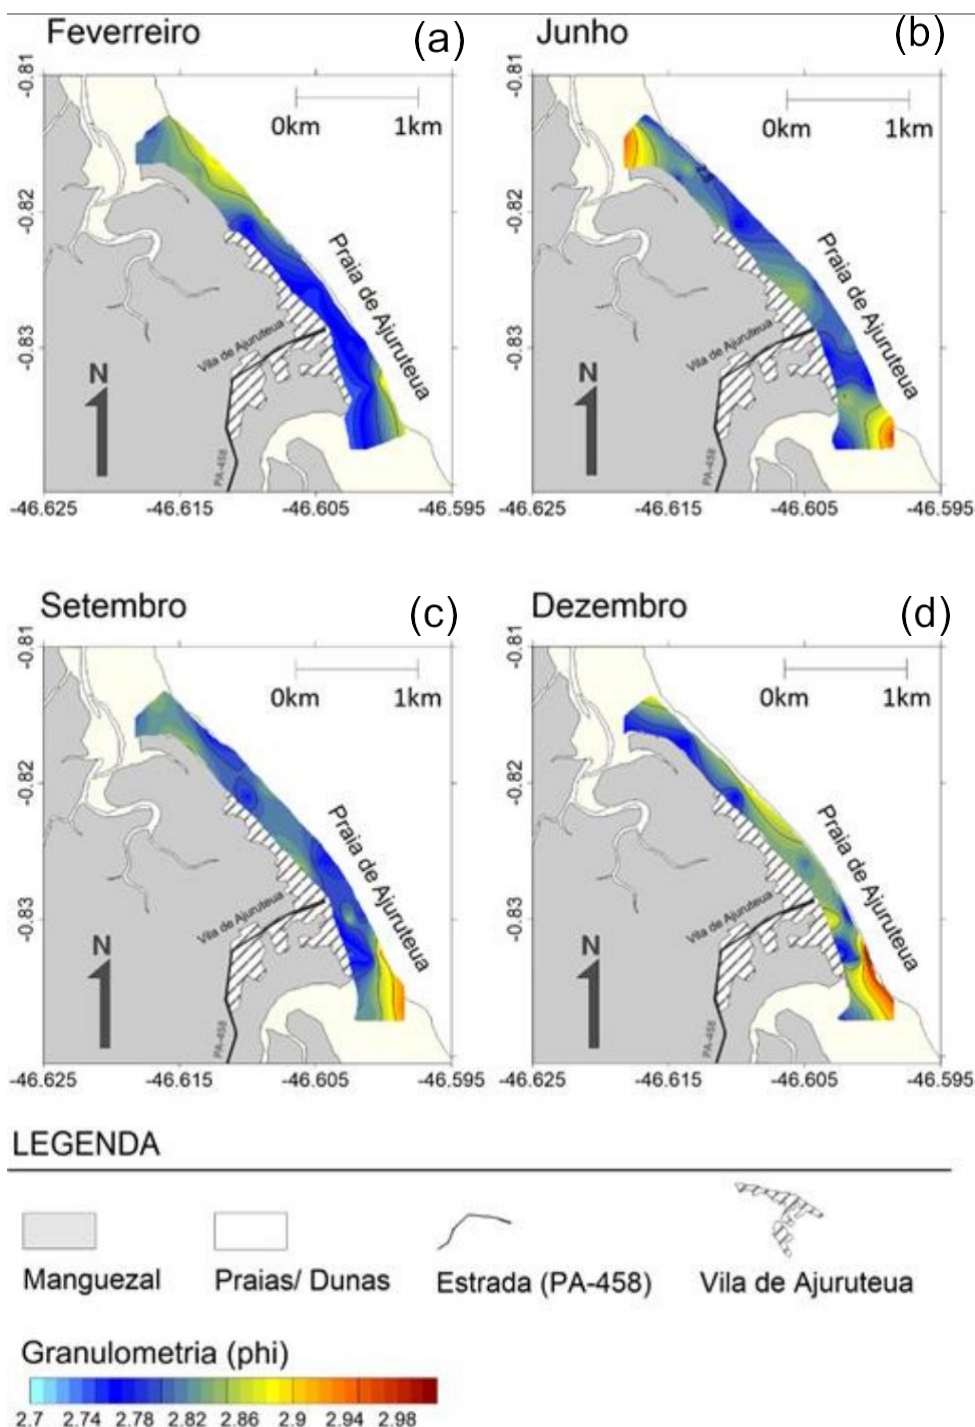 Feverreiro (a)
-0.81
-0.82
-0.83
0km 1km
Praia de Ajuruteua
Vila de Ajuruteua
N
PA-458
-46.625 -46.615 -46.605 -46.595
Junho (b)
-0.81
-0.82
-0.83
0km 1km
Praia de Ajuruteua
Vila de Ajuruteua
N
PA-458
-46.625 -46.615 -46.605 -46.595
Setembro (c)
-0.81
-0.82
-0.83
0km 1km
Praia de Ajuruteua
Vila de Ajuruteua
N
PA-458
-46.625 -46.615 -46.605 -46.595
Dezembro (d)
-0.81
-0.82
-0.83
0km 1km
Praia de Ajuruteua
Vila de Ajuruteua
N
PA-458
-46.625 -46.615 -46.605 -46.595
LEGENDA
Manguezal Praias/ Dunas Estrada (PA-458) Vila de Ajuruteua
Granulometria (phi)
2.7 2.74 2.78 2.82 2.86 2.9 2.94 2.98